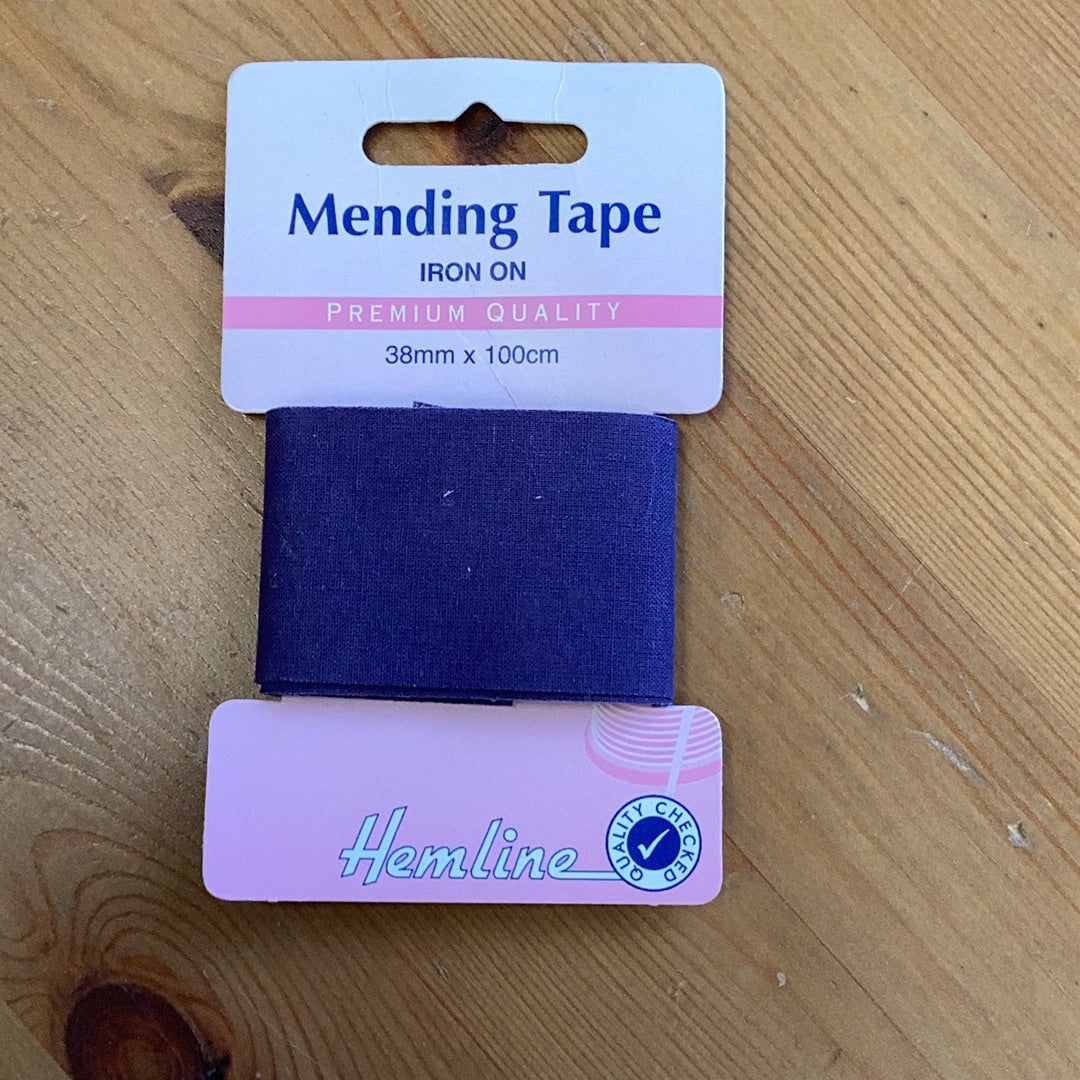 Mending Tape
IRON ON
PREMIUM QUALITY
38mm x 100cm
Hemline
QUALITY CHECKED